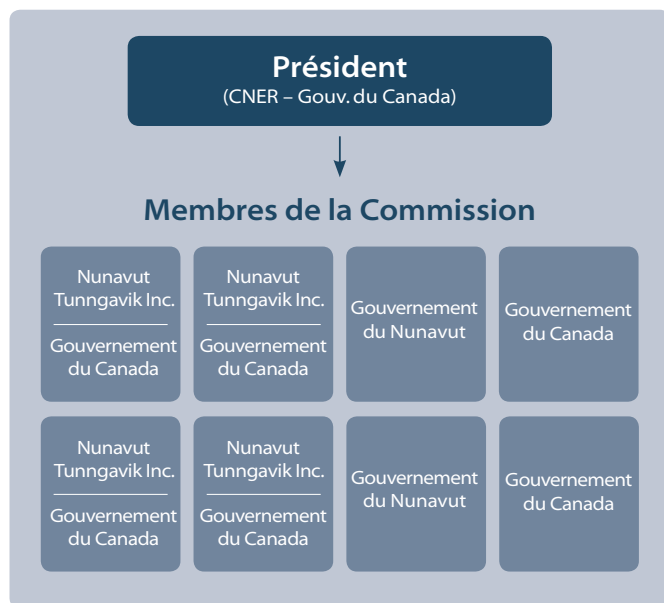 Président
(CNER – Gouv. du Canada)
Membres de la Commission
Nunavut
Tunngavik Inc.
Gouvernement
du Canada
Nunavut
Tunngavik Inc.
Gouvernement
du Canada
Gouvernement
du Nunavut
Gouvernement
du Canada
Nunavut
Tunngavik Inc.
Gouvernement
du Canada
Nunavut
Tunngavik Inc.
Gouvernement
du Canada
Gouvernement
du Nunavut
Gouvernement
du Canada